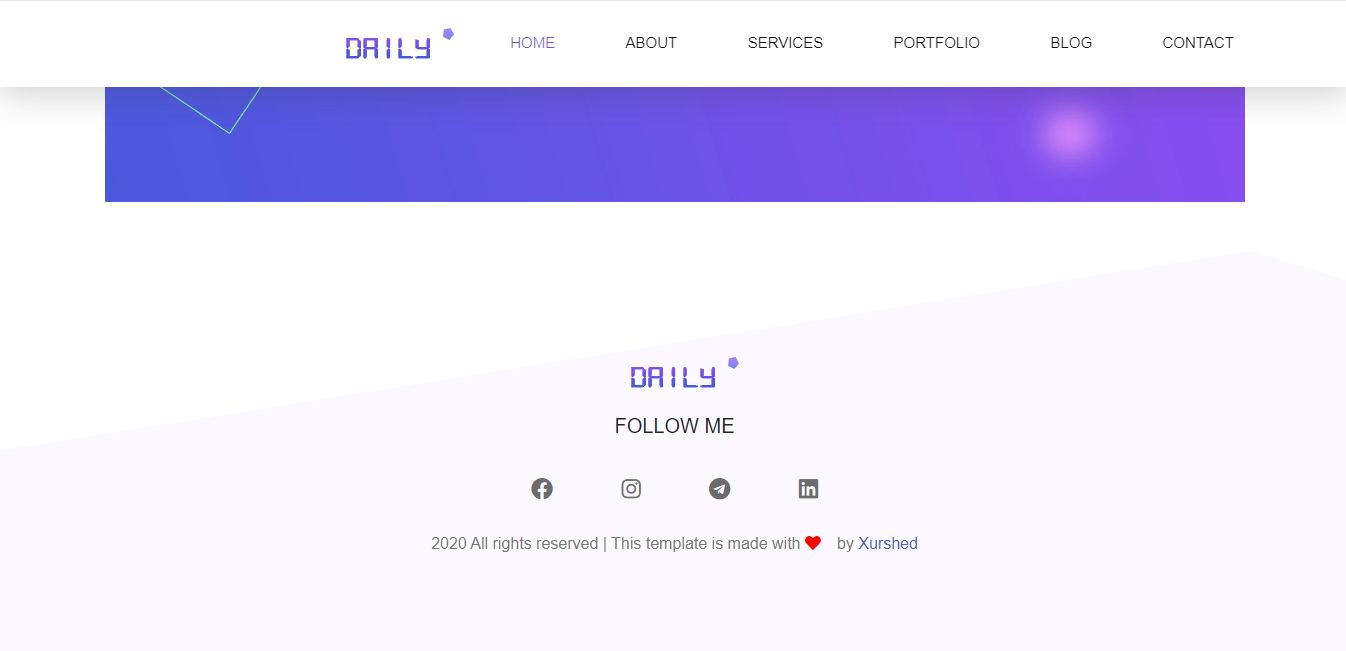 DAILY HOME ABOUT SERVICES PORTFOLIO BLOG CONTACT
DAILY
FOLLOW ME
2020 All rights reserved | This template is made with ❤ by Xurshed